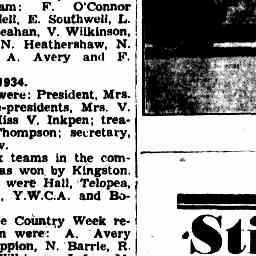 am: F. O'Connor
ell, E. Southwell, L.
eahan, V. Wilkinson,
N. Heathershaw, N.
A. Avery and F.
1934.
were: President, Mrs.
e-presidents, Mrs. V.
Miss V. Inkpen; trea-
Thompson; secretary,
v.
k teams in the com-
as won by Kingston.
were Hall, Telopea,
, Y.W.C.A. and Bo-
e Country Week re-
n were: A. Avery
ppion, N. Barrie, R.
Sti